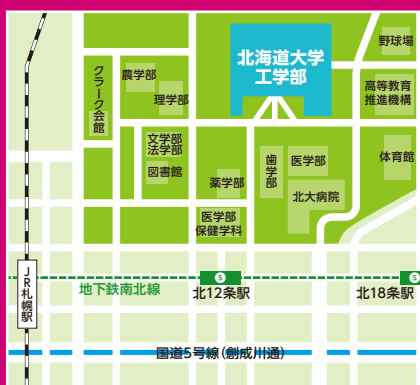 北海道大学
工学部
野球場
高等教育
推進機構
体育館
クラーク会館
農学部
理学部
文学部
法学部
図書館
薬学部
歯学部
医学部
北大病院
医学部
保健学科
JR札幌駅
地下鉄南北線
S
北12条駅
S
北18条駅
国道5号線(創成川通)